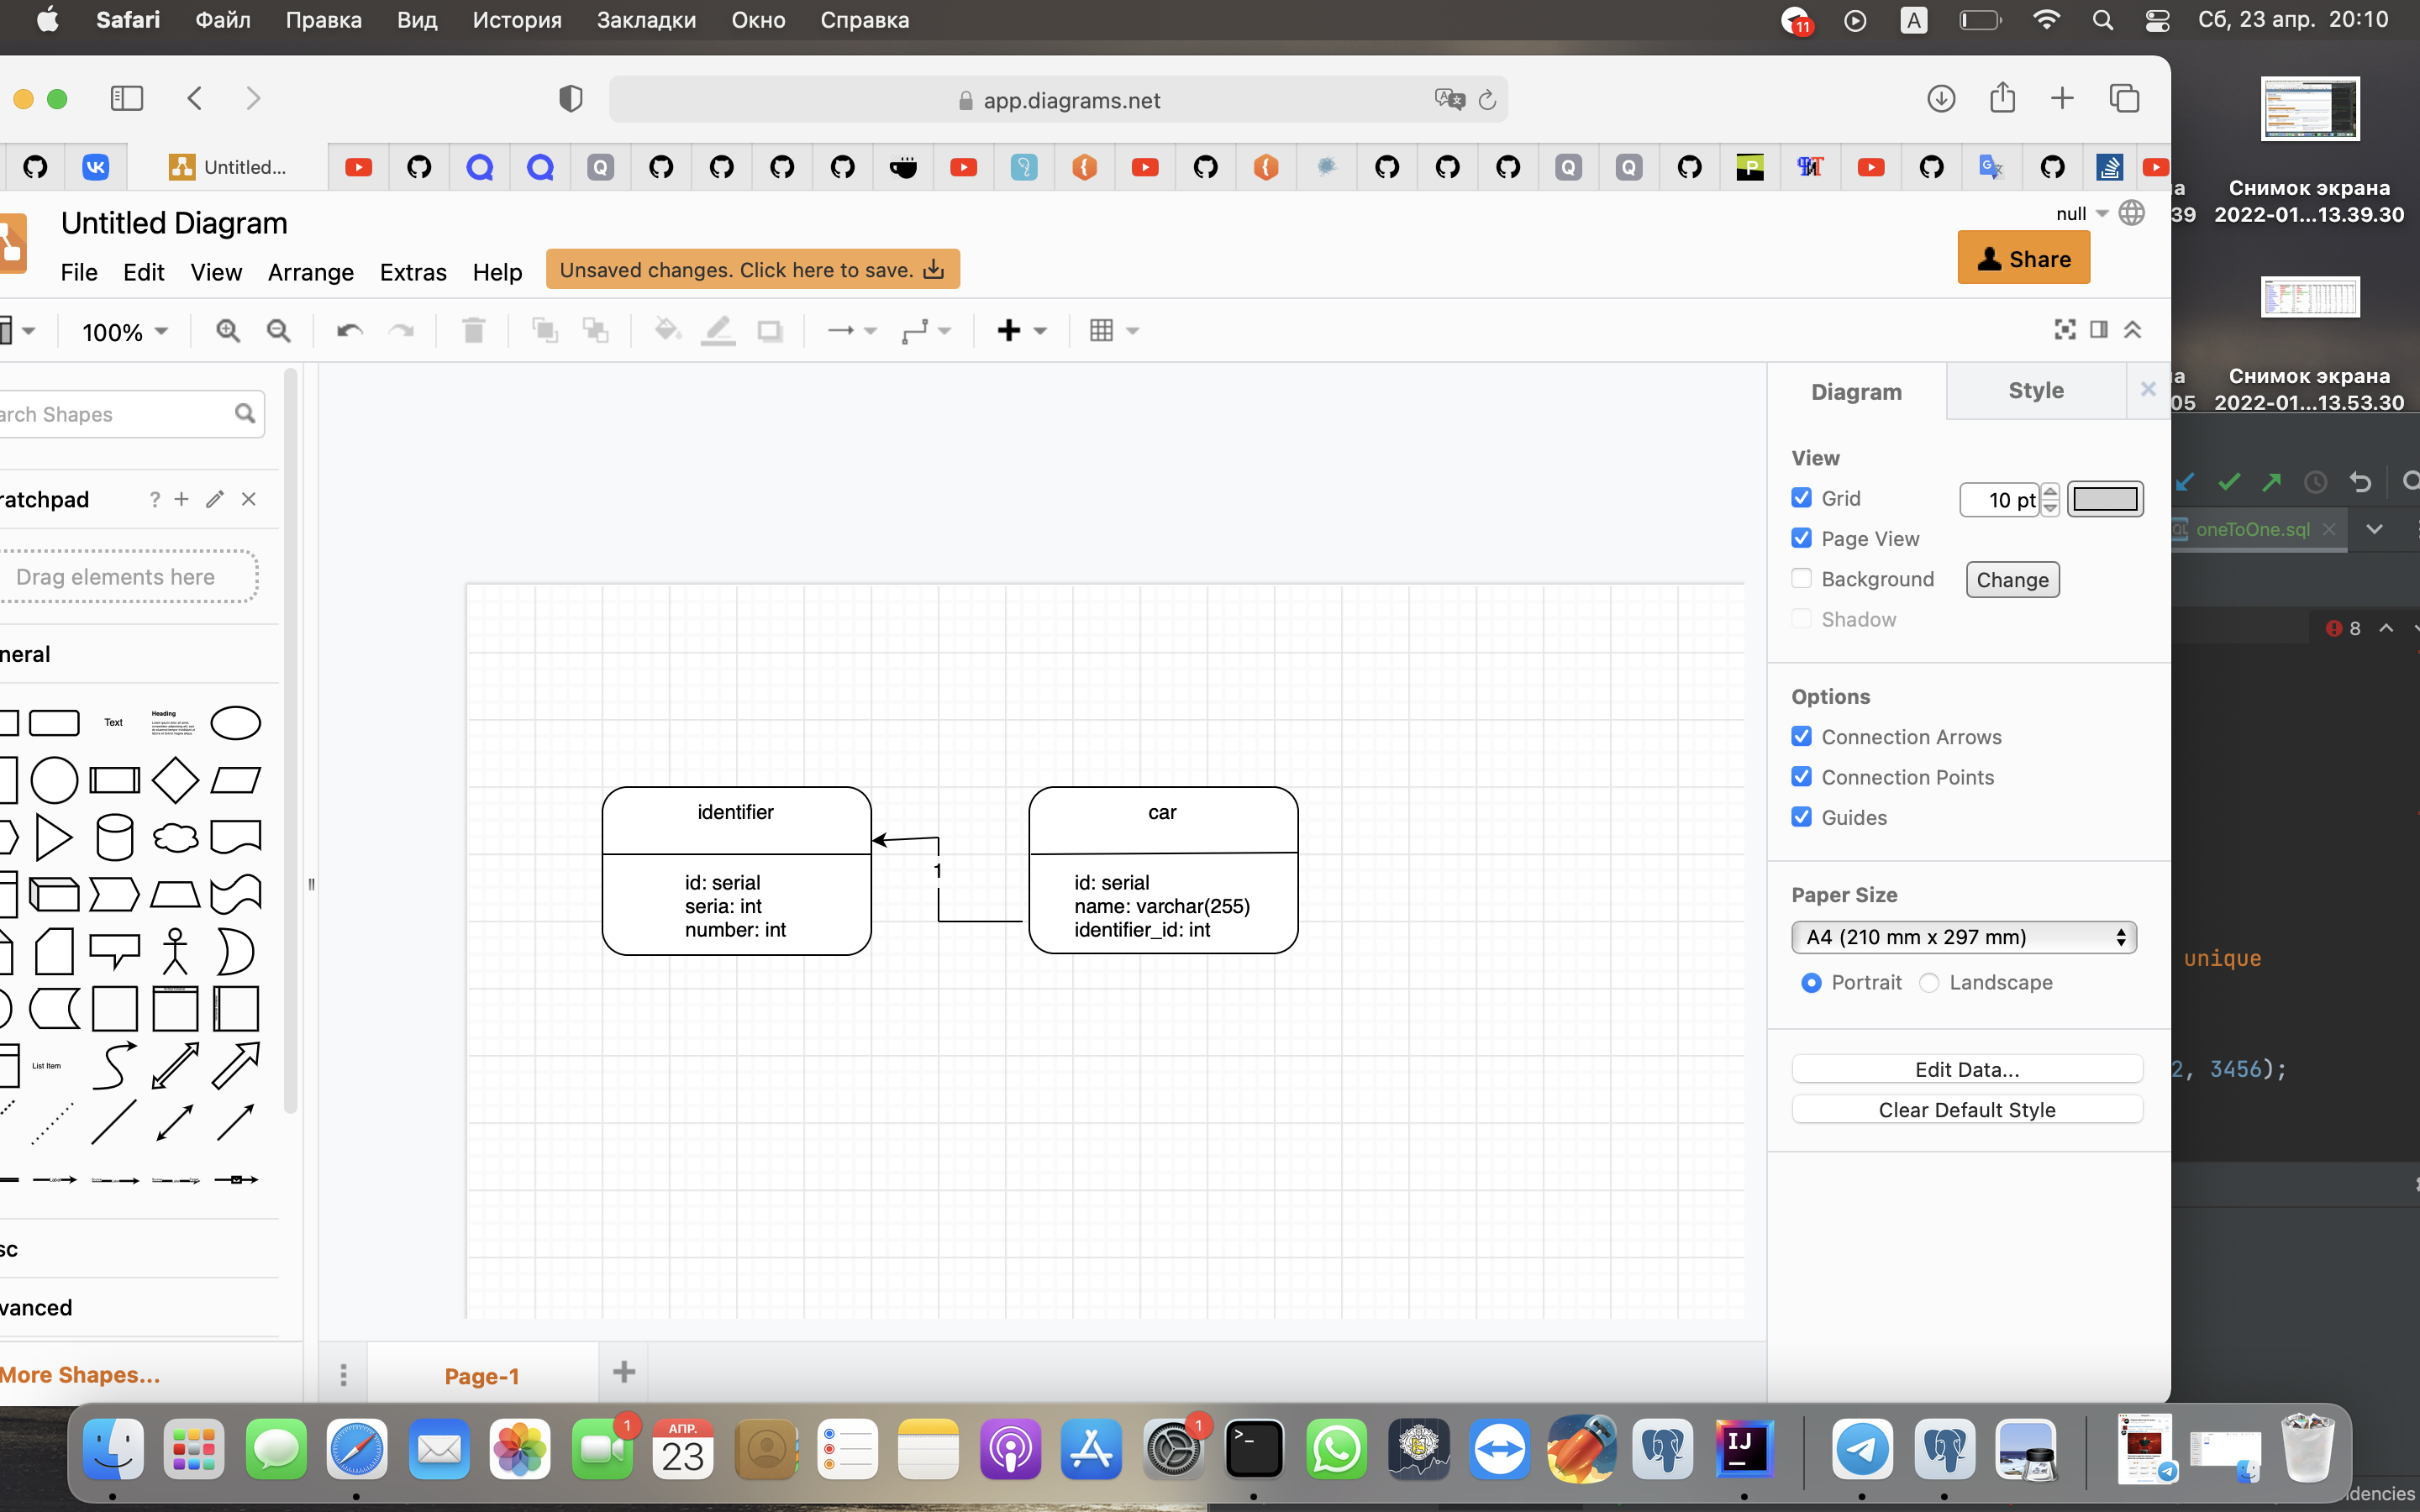 Safari Файл Правка Вид История Закладки Окно Справка
11 A Сб, 23 апр. 20:10
app.diagrams.net
Untitled...
Untitled Diagram
null
File Edit View Arrange Extras Help
Unsaved changes. Click here to save.
Share
100%
arch Shapes
ratchpad ?
Drag elements here
neral
Text
Heading
List Item
sc
vanced
More Shapes...
identifier
id: serial
seria: int
number: int
1
car
id: serial
name: varchar(255)
identifier_id: int
Page-1
Diagram Style
View
Grid 10 pt
Page View
Background Change
Shadow
Options
Connection Arrows
Connection Points
Guides
Paper Size
A4 (210 mm x 297 mm)
Portrait Landscape
Edit Data...
Clear Default Style
а
39
Снимок экрана
2022-01...13.39.30
а
05
Снимок экрана
2022-01...13.53.30
oneToOne.sql
8
unique
2, 3456);
1
АПР.
23
1
>_
IJ
dencies